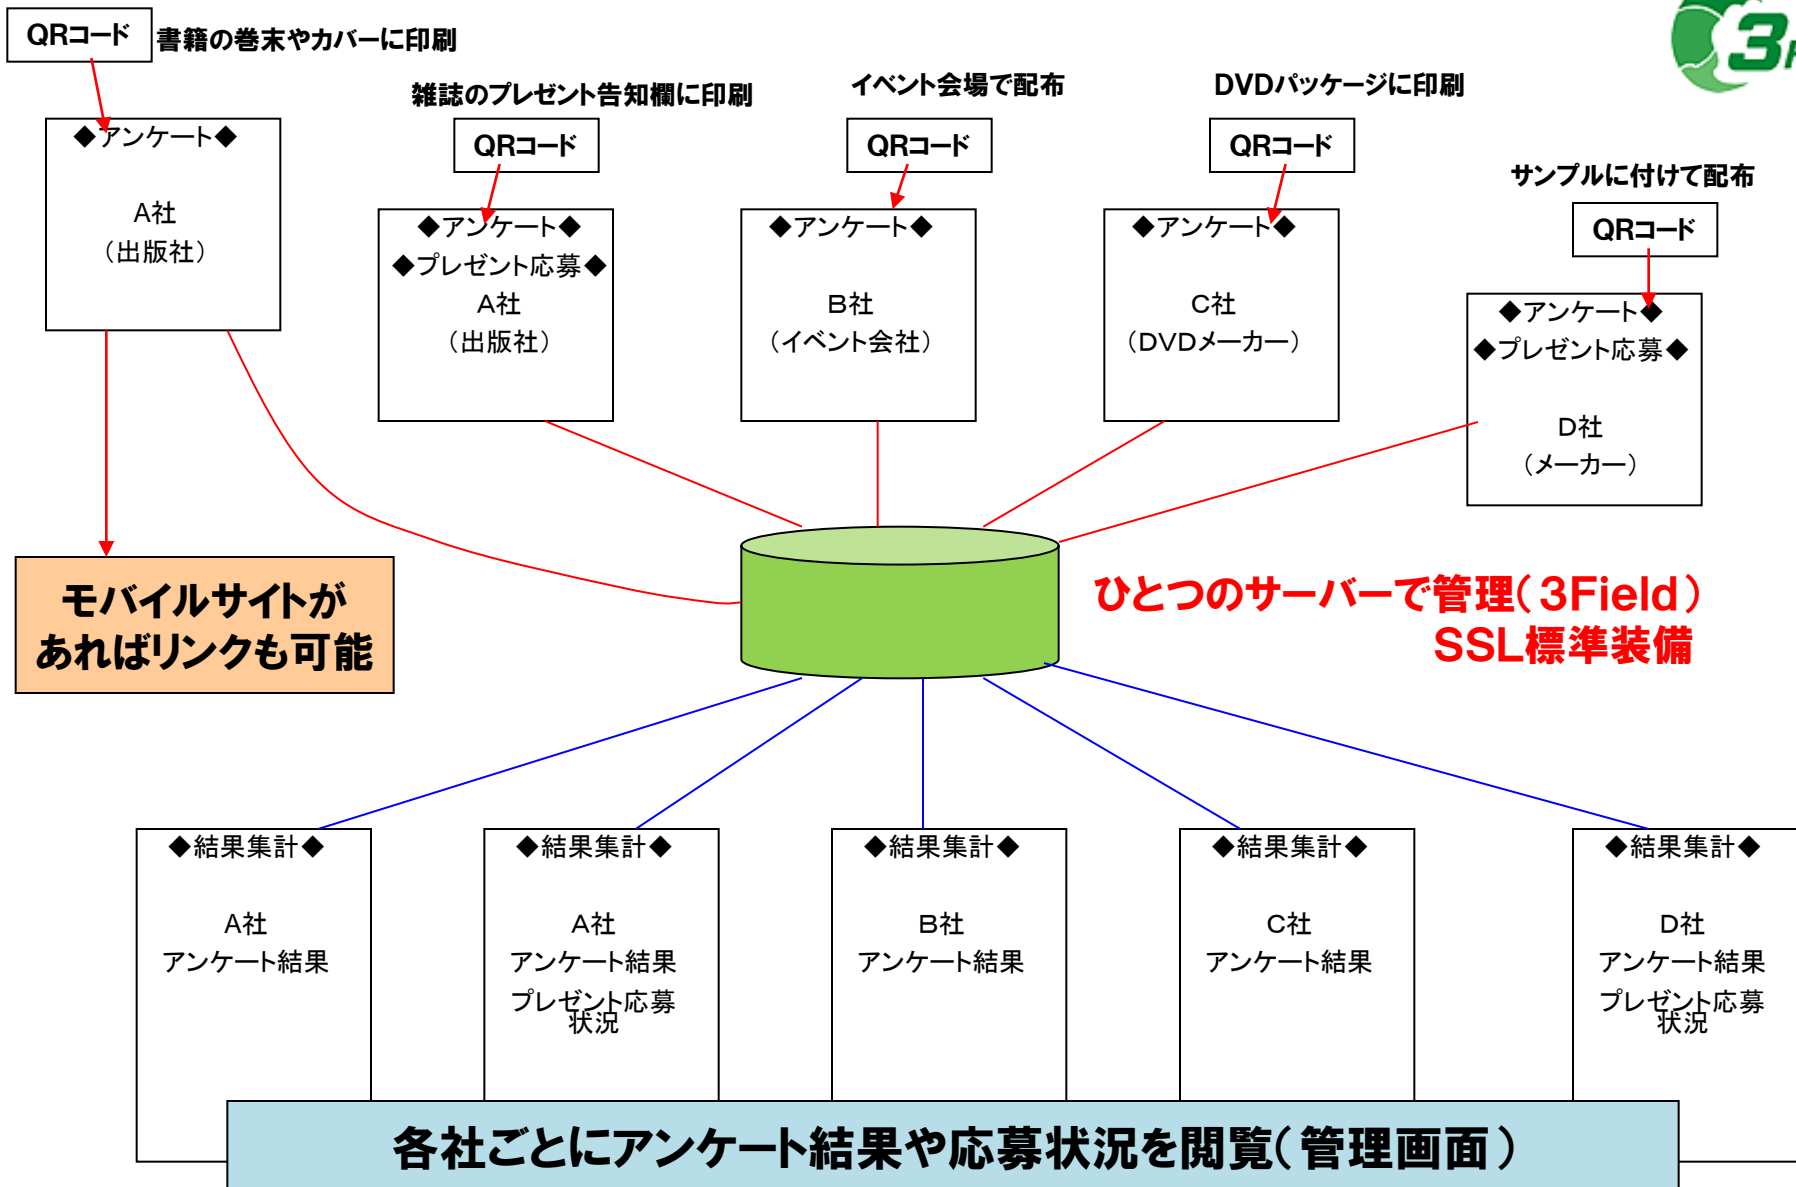 QRコード
書籍の巻末やカバーに印刷
3
雑誌のプレゼント告知欄に印刷
イベント会場で配布
DVDパッケージに印刷
サンプルに付けて配布
QRコード
QRコード
QRコード
QRコード
◆アンケート◆
A社
（出版社）
◆アンケート◆
◆プレゼント応募◆
A社
（出版社）
◆アンケート◆
B社
（イベント会社）
◆アンケート◆
C社
（DVDメーカー）
◆アンケート◆
◆プレゼント応募◆
D社
（メーカー）
モバイルサイトが
あればリンクも可能
ひとつのサーバーで管理（3Field）
SSL標準装備
◆結果集計◆
A社
アンケート結果
◆結果集計◆
A社
アンケート結果
プレゼント応募
状況
◆結果集計◆
B社
アンケート結果
◆結果集計◆
C社
アンケート結果
◆結果集計◆
D社
アンケート結果
プレゼント応募
状況
各社ごとにアンケート結果や応募状況を閲覧（管理画面）